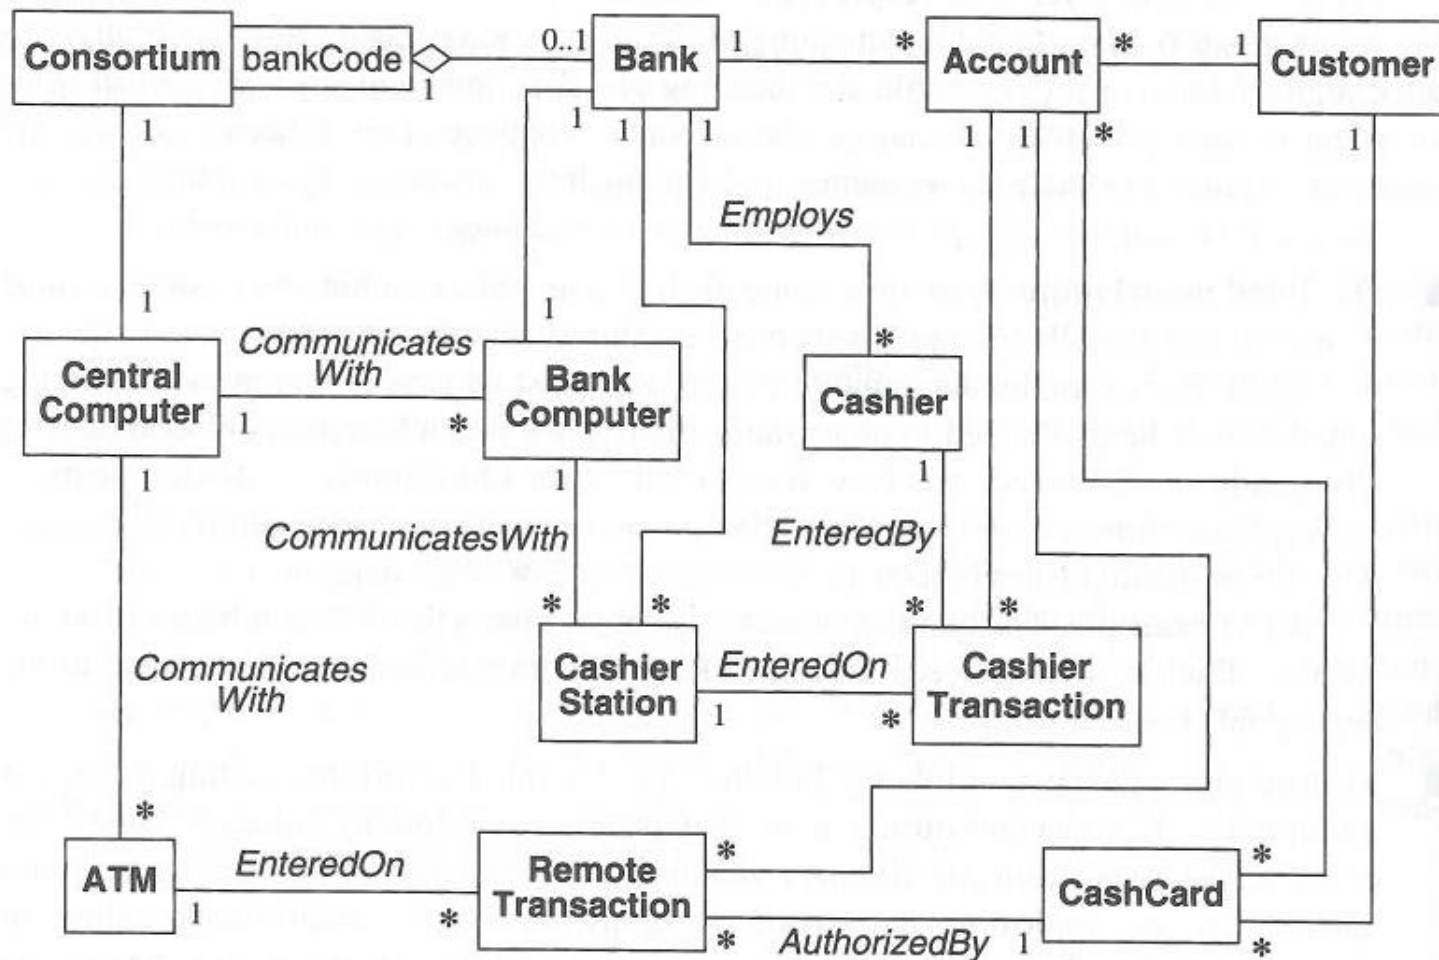 Consortium bankCode 1 0..1 Bank 1 * Account * 1 Customer
1 1 1 1 1 1 * 1
Employs
1 1 *
Communicates
With
Central
Computer
1 *
Bank
Computer
Cashier
1 1 1
CommunicatesWith
EnteredBy
* * * *
Communicates
With
Cashier
Station
EnteredOn
1 *
Cashier
Transaction
*
ATM
EnteredOn
1 *
Remote
Transaction
* *
CashCard
* *
AuthorizedBy 1